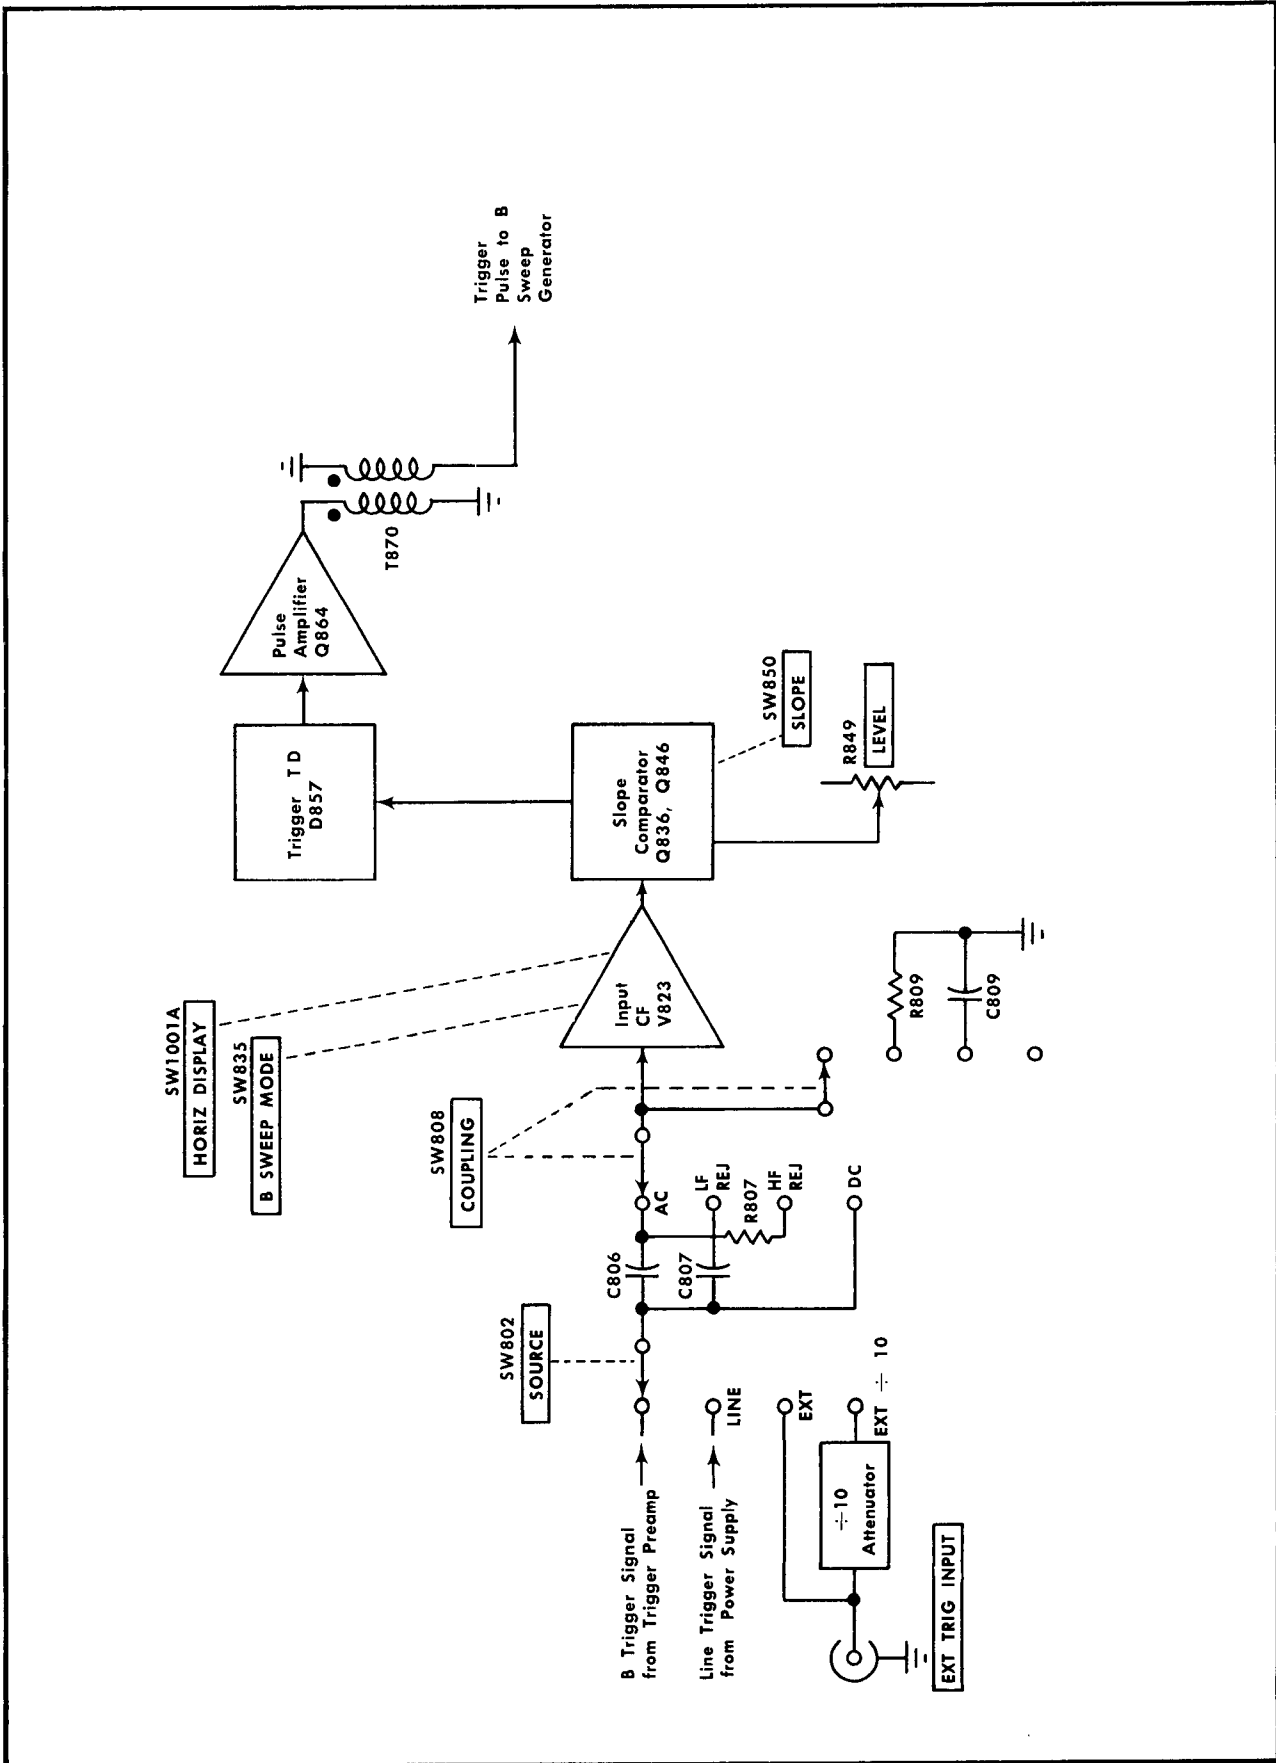 SW1001A
HORIZ DISPLAY
SW835
B SWEEP MODE
Trigger TD
D857
Pulse
Amplifier
Q864
T870
Trigger
Pulse to B
Sweep
Generator
SW808
COUPLING
SW802
SOURCE
B Trigger Signal
from Trigger Preamp
C806
AC
Input
CF
V823
Slope
Comparator
Q836, Q846
SW850
SLOPE
Line Trigger Signal
from Power Supply
LINE
C807
LF
REJ
R807
HF
REJ
EXT
÷10
Attenuator
EXT ÷ 10
DC
R849
LEVEL
R809
C809
EXT TRIG INPUT